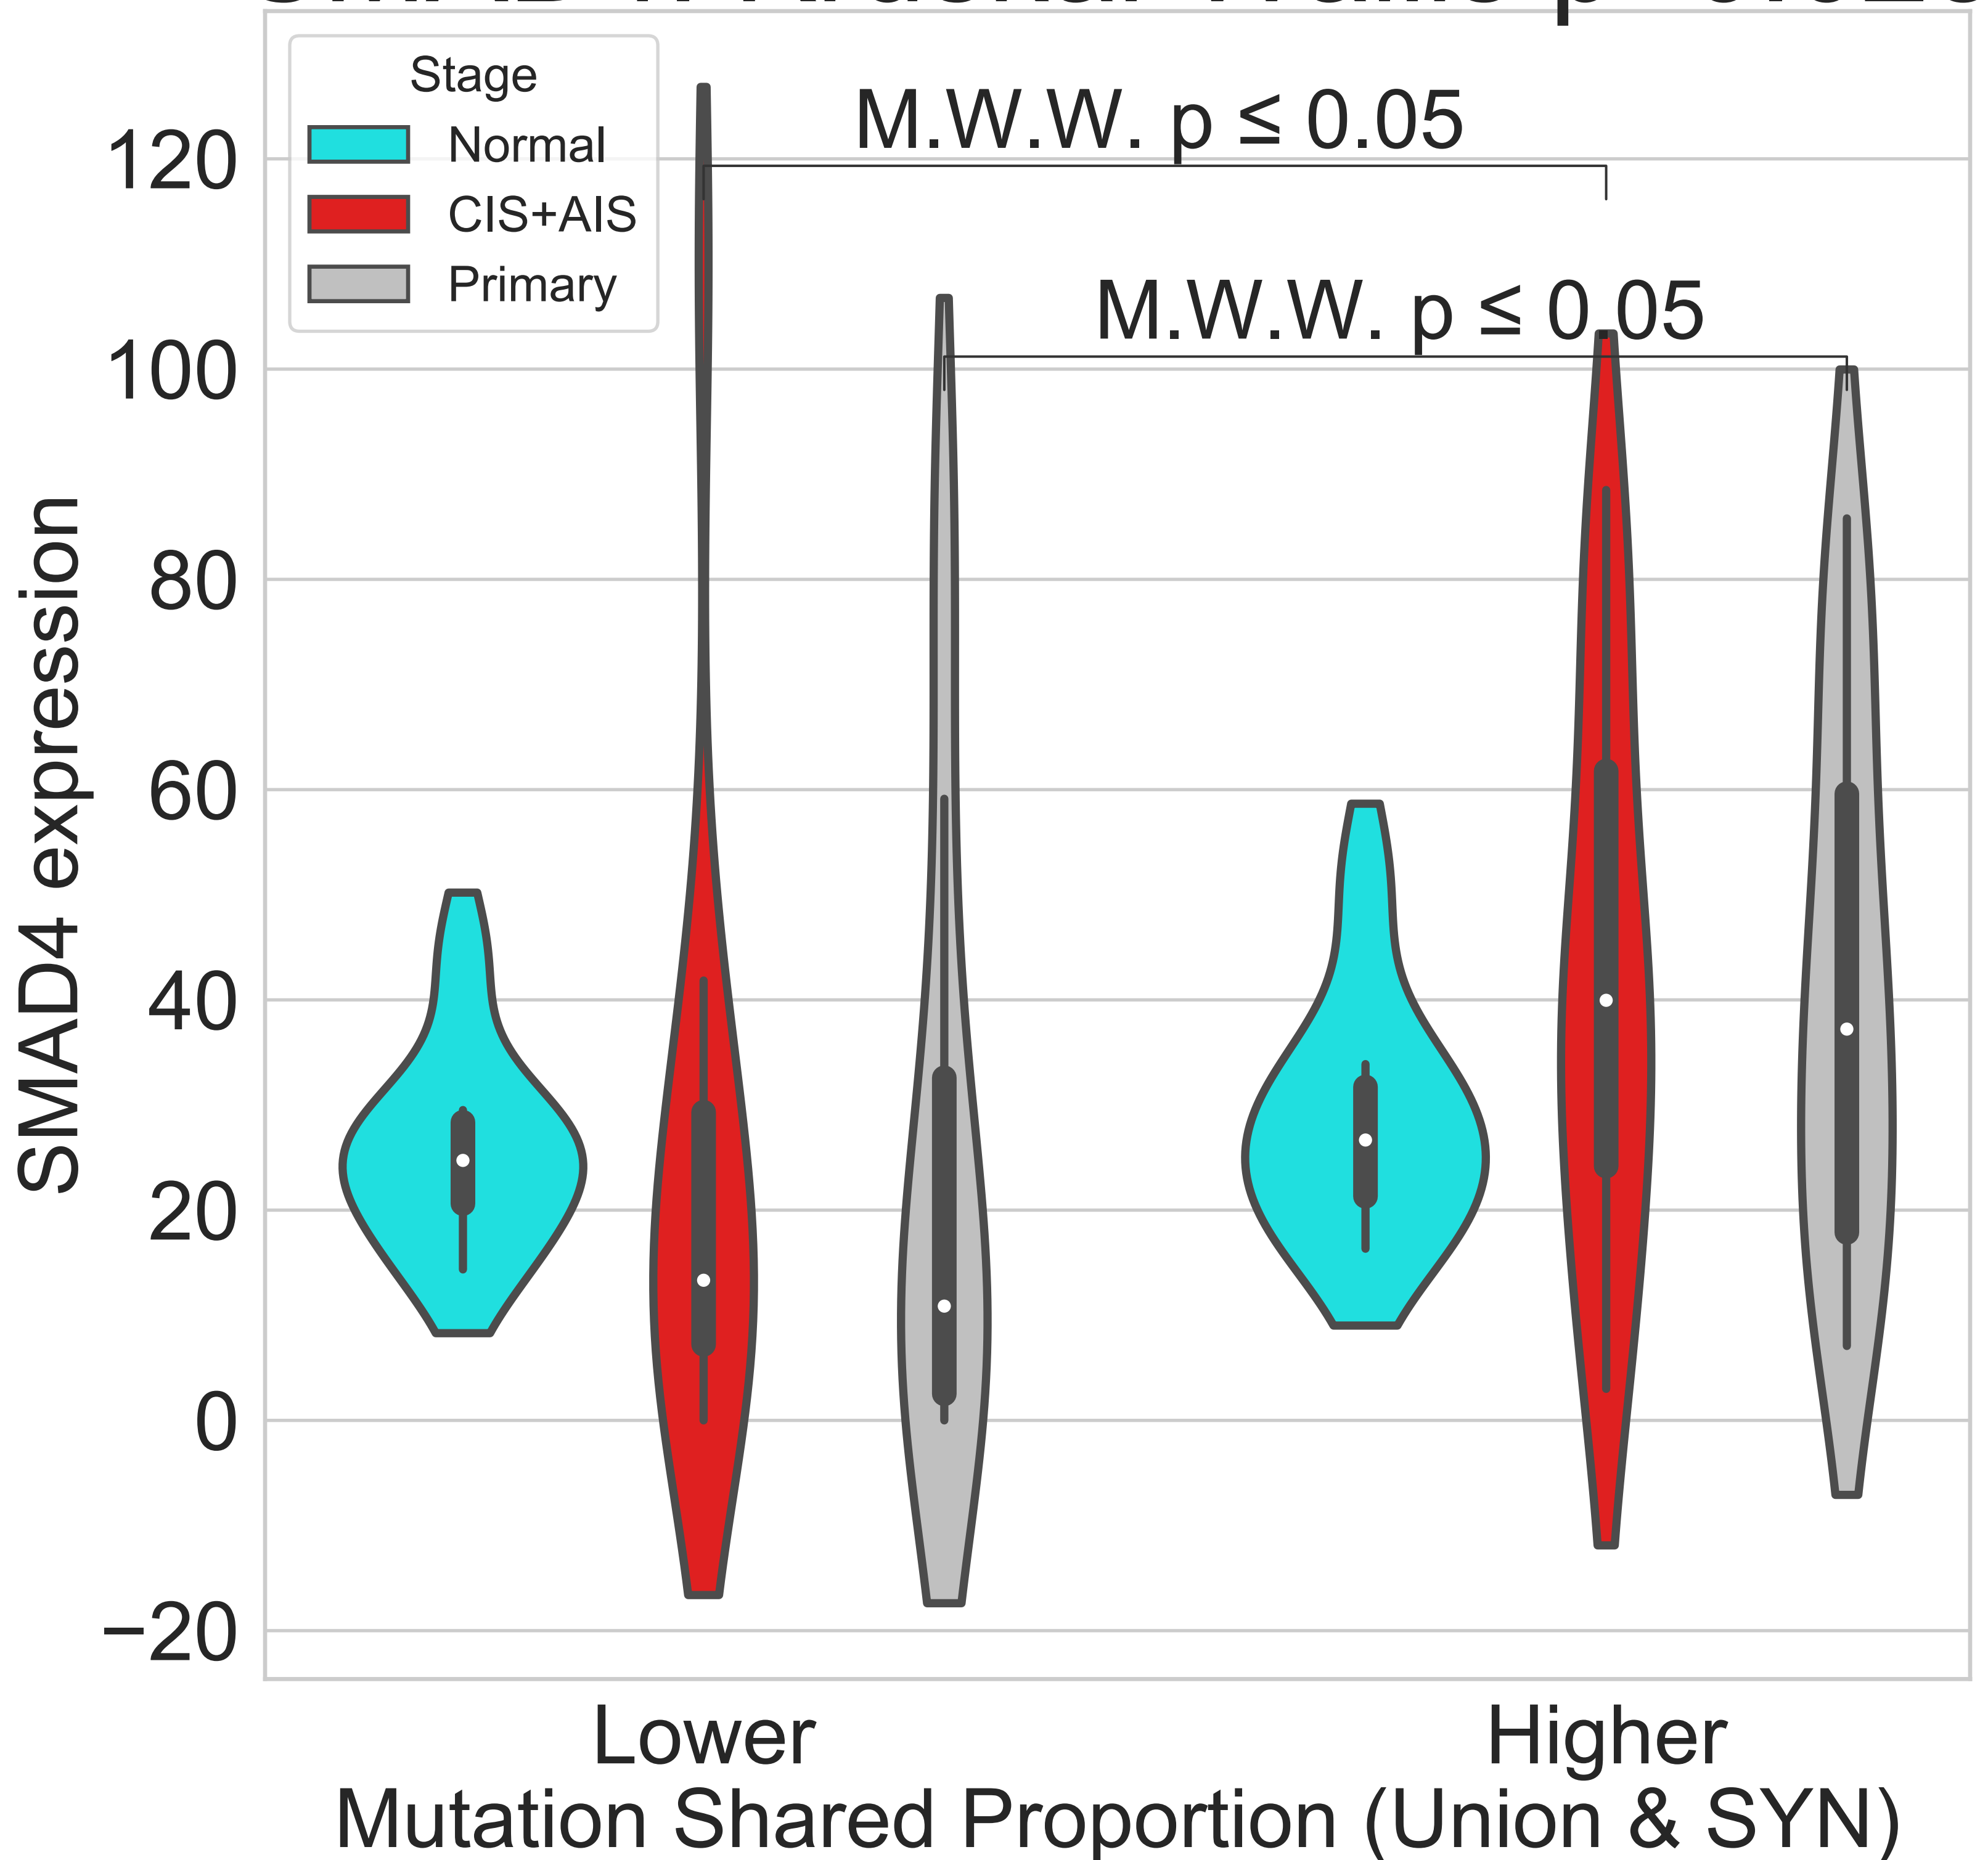 Stage
Normal
CIS+AIS
Primary
M.W.W. p ≤ 0.05
M.W.W. p ≤ 0.05
120
100
80
60
40
20
0
−20
SMAD4 expression
Lower
Higher
Mutation Shared Proportion (Union & SYN)